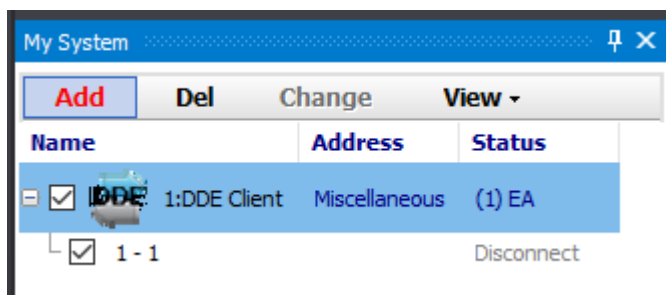 My System
Add Del Change View
Name Address Status
DDE 1:DDE Client Miscellaneous (1) EA
1 - 1 Disconnect